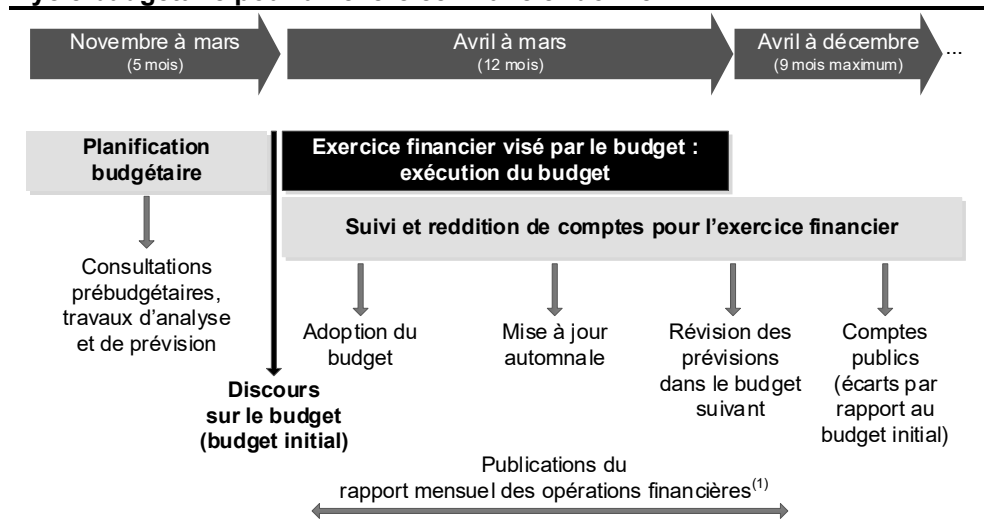 Novembre à mars
(5 mois)
Avril à mars
(12 mois)
Avril à décembre
(9 mois maximum)
...
Planification
budgétaire
Exercice financier visé par le budget :
exécution du budget
Suivi et reddition de comptes pour l'exercice financier
Consultations
prébudgétaires,
travaux d'analyse
et de prévision
Discours
sur le budget
(budget initial)
Adoption du
budget
Mise à jour
automnale
Révision des
prévisions
dans le budget
suivant
Comptes
publics
(écarts par
rapport au
budget initial)
Publications du
rapport mensuel des opérations financières(1)